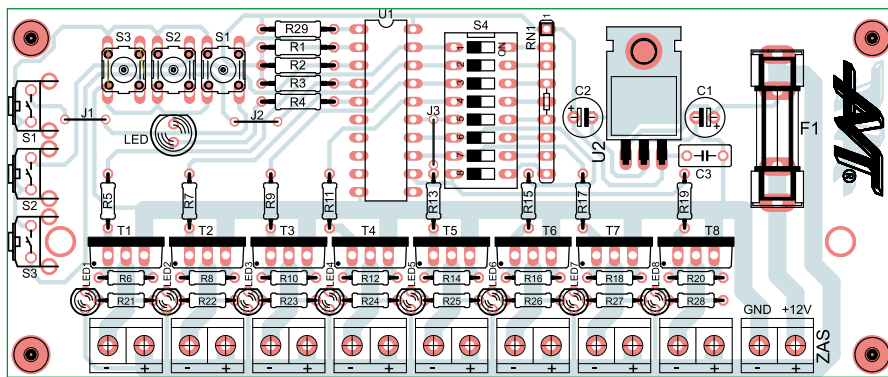 S3 S2 S1 R29 U1 S4 RN1 1
R1
R2
R3
R4
ON
1
2
3
4
5
6
7
8
C2 C1
+ +
J1 J2 J3
LED
S1
S2
S3
U2
C3
F1
®
R5 R7 R9 R11 R13 R15 R17 R19
T1 T2 T3 T4 T5 T6 T7 T8
LED1 LED2 LED3 LED4 LED5 LED6 LED7 LED8
R6 R8 R10 R12 R14 R16 R18 R20
R21 R22 R23 R24 R25 R26 R27 R28
GND +12V
ZAS
- + - + - + - + - + - + - + - + - +